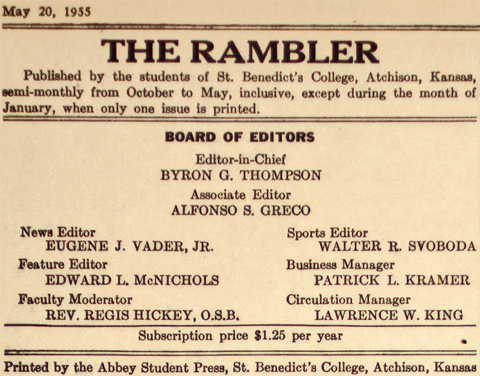 May 20, 1955
THE RAMBLER
Published by the students of St. Benedict's College, Atchison, Kansas,
semi-monthly from October to May, inclusive, except during the month of
January, when only one issue is printed.
BOARD OF EDITORS
Editor-in-Chief
BYRON G. THOMPSON
Associate Editor
ALFONSO S. GRECO
News Editor
EUGENE J. VADER, JR.
Feature Editor
EDWARD L. McNICHOLS
Faculty Moderator
REV. REGIS HICKEY, O.S.B.
Sports Editor
WALTER R. SVOBODA
Business Manager
PATRICK L. KRAMER
Circulation Manager
LAWRENCE W. KING
Subscription price $1.25 per year
Printed by the Abbey Student Press, St. Benedict's College, Atchison, Kansas